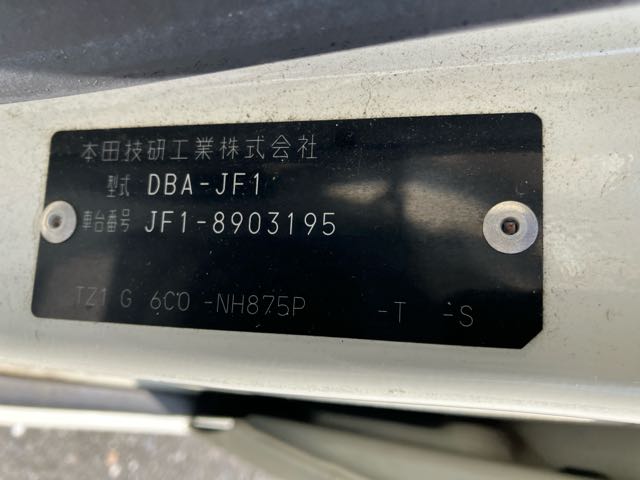 本田技研工業株式会社
型式 DBA-JF1
車台番号 JF1-8903195
TZ1 G 6C0 -NH875P -T -S